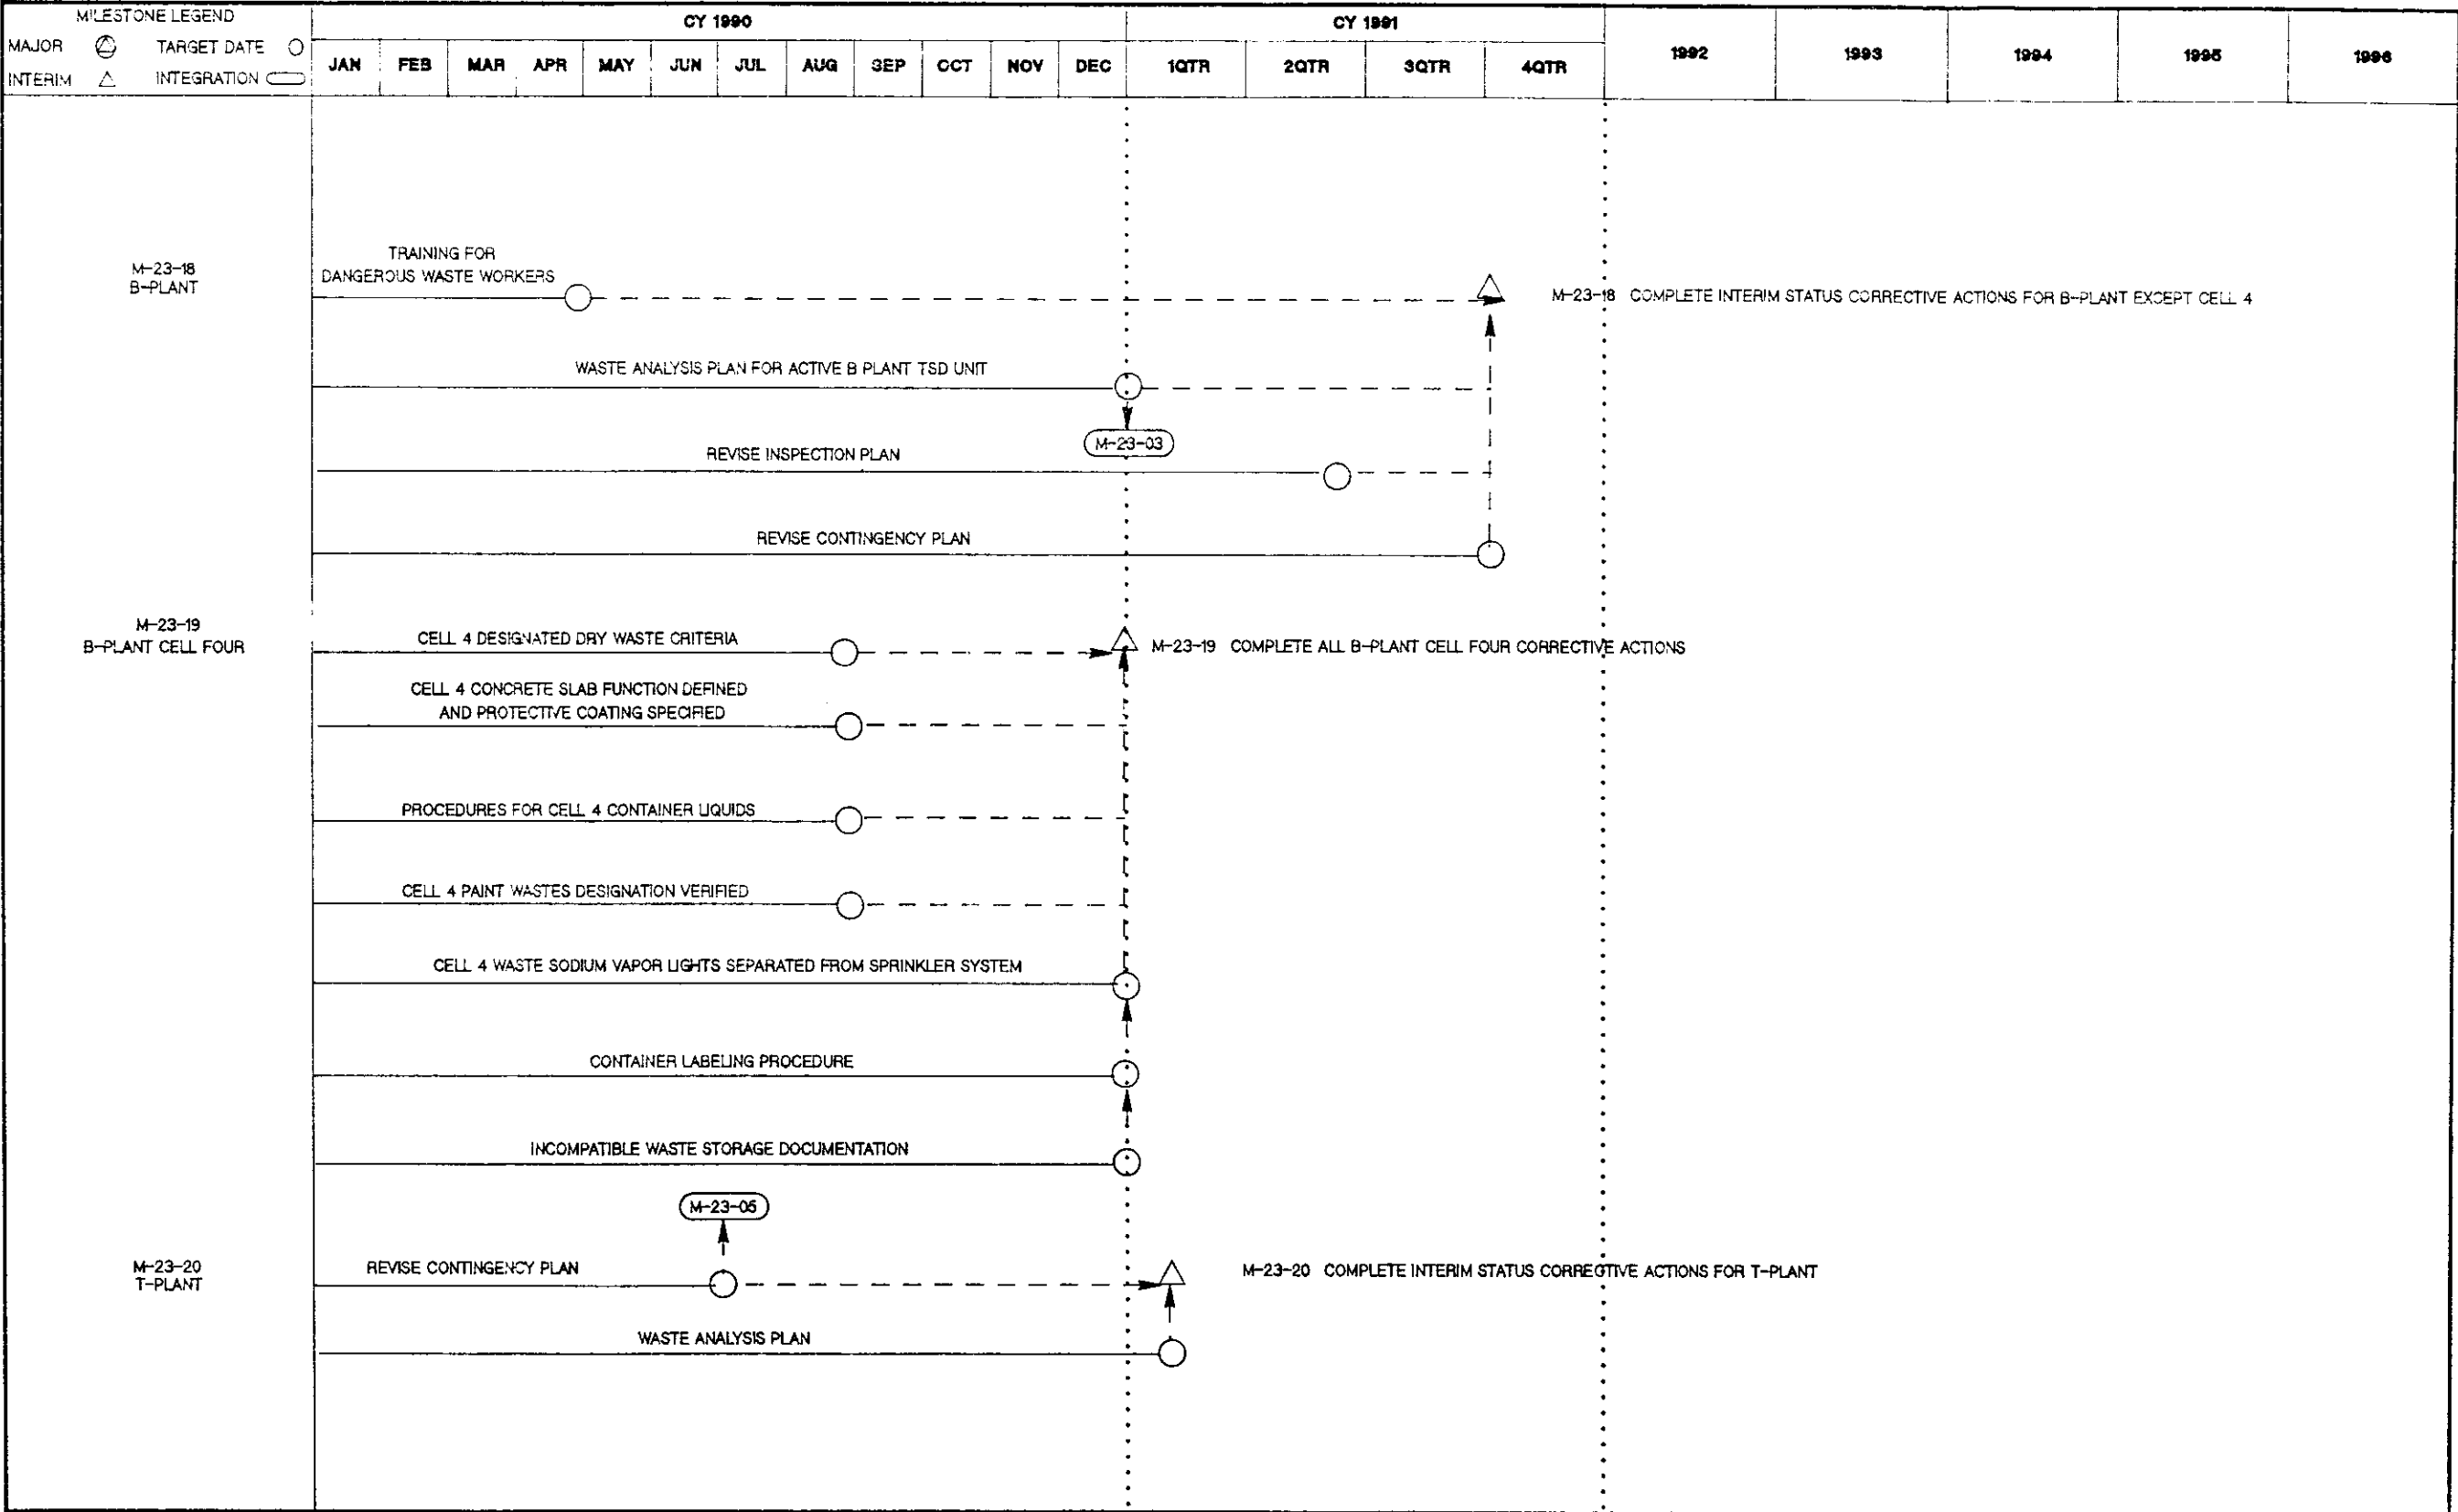 MILESTONE LEGEND
MAJOR TARGET DATE
INTERIM INTEGRATION
CY 1990
CY 1991
JAN FEB MAR APR MAY JUN JUL AUG SEP OCT NOV DEC 1QTR 2QTR 3QTR 4QTR 1992 1993 1994 1995 1996
M-23-18
B-PLANT
TRAINING FOR
DANGEROUS WASTE WORKERS
M-23-18 COMPLETE INTERIM STATUS CORRECTIVE ACTIONS FOR B-PLANT EXCEPT CELL 4
WASTE ANALYSIS PLAN FOR ACTIVE B PLANT TSD UNIT
M-23-03
REVISE INSPECTION PLAN
REVISE CONTINGENCY PLAN
M-23-19
B-PLANT CELL FOUR
CELL 4 DESIGNATED DRY WASTE CRITERIA
M-23-19 COMPLETE ALL B-PLANT CELL FOUR CORRECTIVE ACTIONS
CELL 4 CONCRETE SLAB FUNCTION DEFINED
AND PROTECTIVE COATING SPECIFIED
PROCEDURES FOR CELL 4 CONTAINER LIQUIDS
CELL 4 PAINT WASTES DESIGNATION VERIFIED
CELL 4 WASTE SODIUM VAPOR LIGHTS SEPARATED FROM SPRINKLER SYSTEM
CONTAINER LABELING PROCEDURE
INCOMPATIBLE WASTE STORAGE DOCUMENTATION
M-23-05
M-23-20
T-PLANT
REVISE CONTINGENCY PLAN
M-23-20 COMPLETE INTERIM STATUS CORRECTIVE ACTIONS FOR T-PLANT
WASTE ANALYSIS PLAN